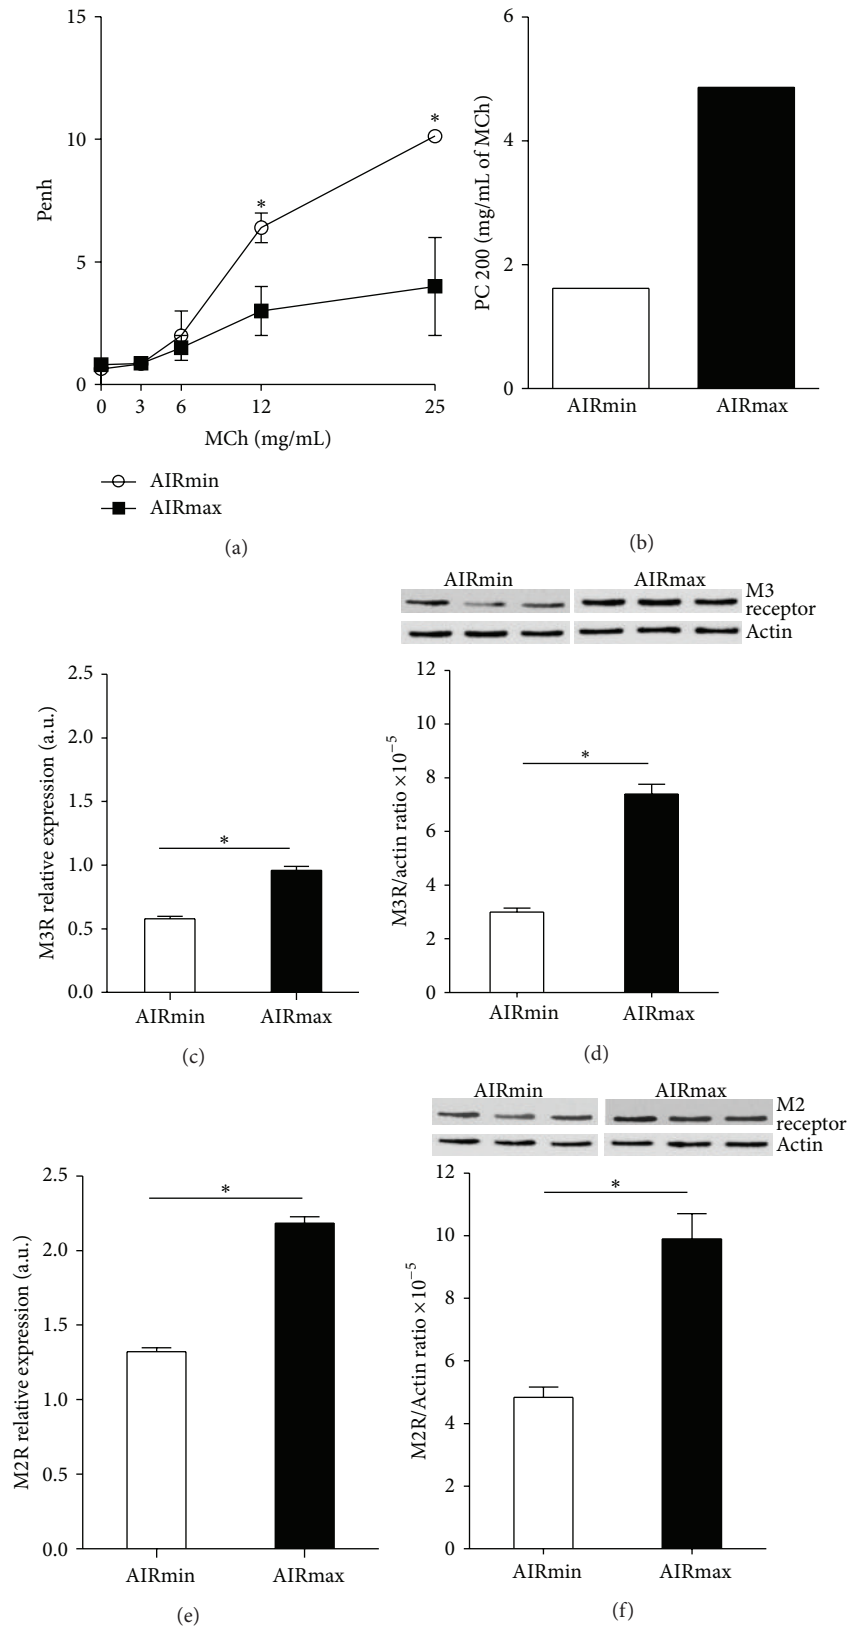 15
10
5
0
Penh
*
*
0 3 6 12 25
MCh (mg/mL)
AIRmin
AIRmax
(a)
6
4
2
0
PC 200 (mg/mL of MCh)
AIRmin AIRmax
(b)
2.5
2.0
1.5
1.0
0.5
0.0
M3R relative expression (a.u.)
*
AIRmin AIRmax
(c)
AIRmin AIRmax
M3
receptor
Actin
12
10
8
6
4
2
0
M3R/actin ratio ×10⁻⁵
*
AIRmin AIRmax
(d)
2.5
2.0
1.5
1.0
0.5
0.0
M2R relative expression (a.u.)
*
AIRmin AIRmax
(e)
AIRmin AIRmax
M2
receptor
Actin
12
10
8
6
4
2
0
M2R/Actin ratio ×10⁻⁵
*
AIRmin AIRmax
(f)